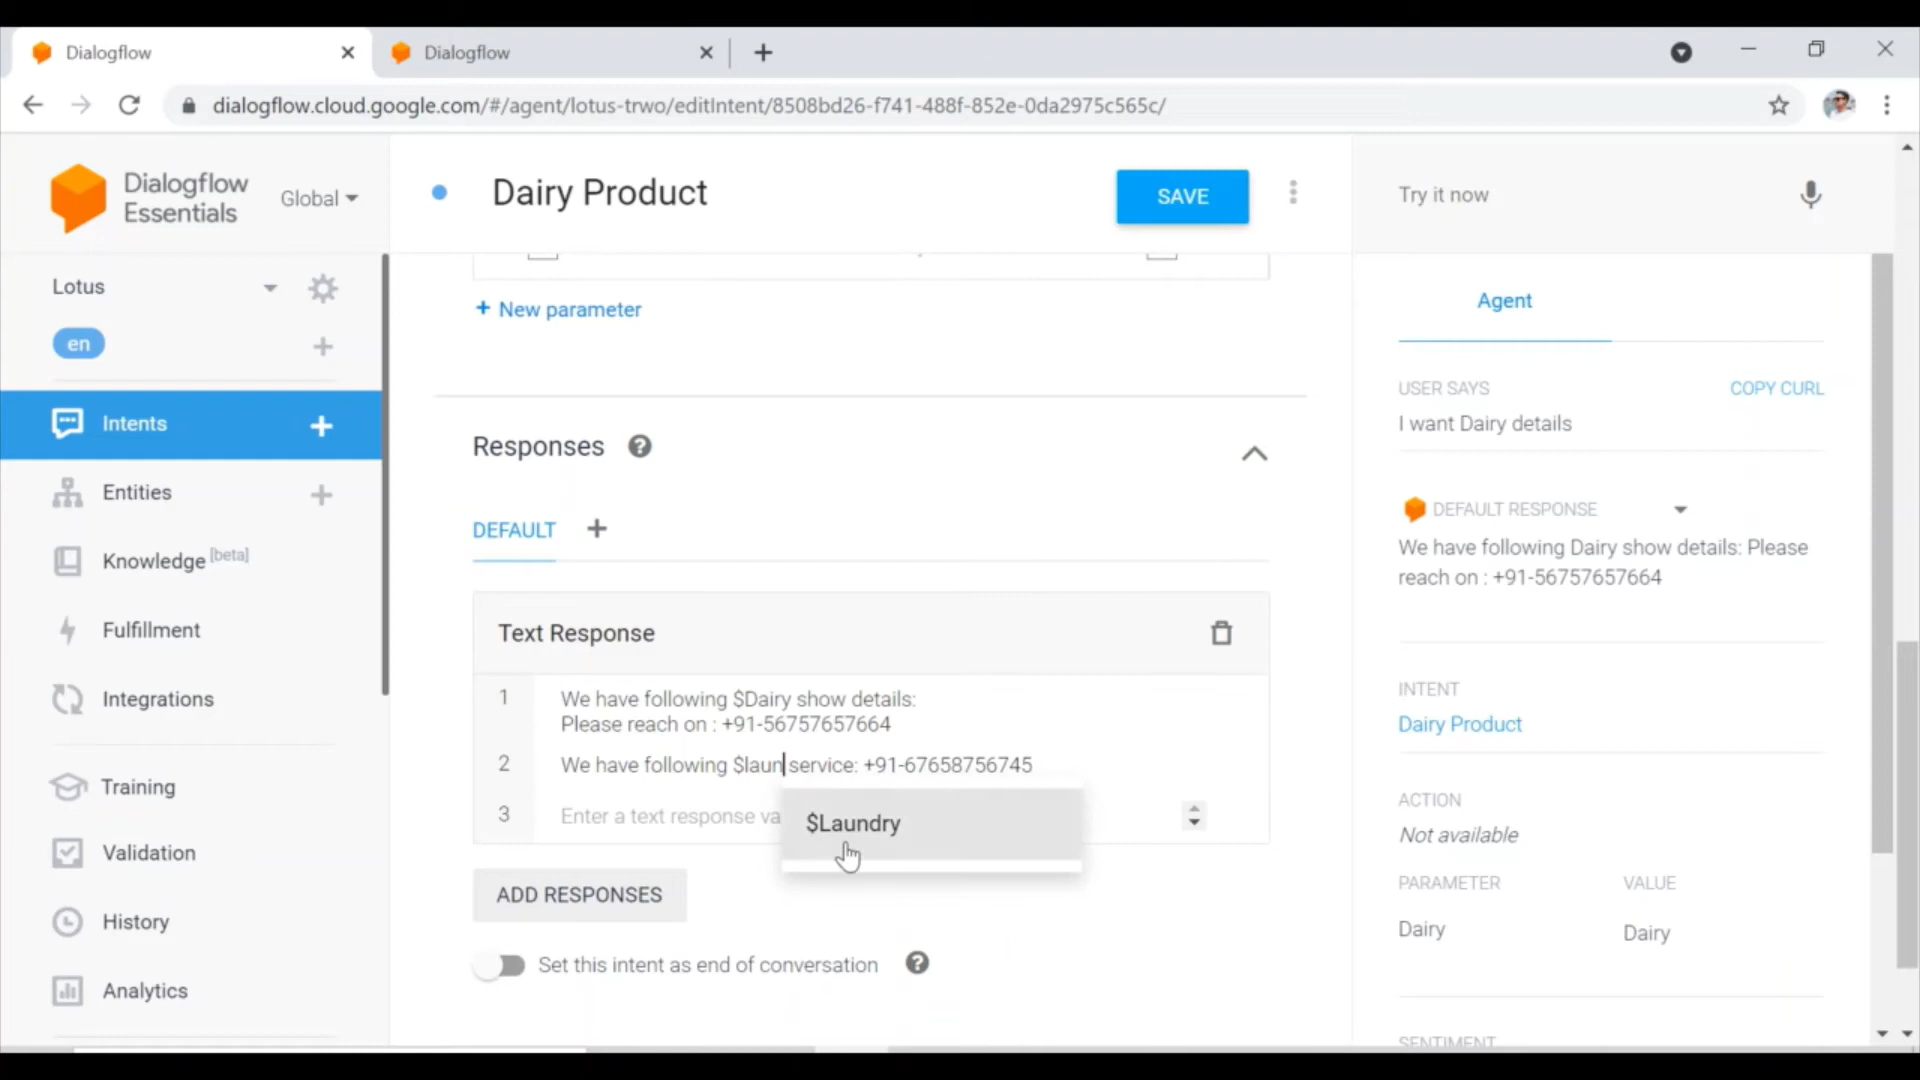 Dialogflow
Dialogflow
dialogflow.cloud.google.com/#/agent/lotus-trwo/editIntent/8508bd26-f741-488f-852e-0da2975c565c/
Dialogflow
Essentials
Global
Dairy Product
SAVE
Try it now
Lotus
en
Intents
Entities
Knowledge [beta]
Fulfillment
Integrations
Training
Validation
History
Analytics
+ New parameter
Responses
DEFAULT
Text Response
1
We have following $Dairy show details:
Please reach on : +91-56757657664
2
We have following $laun service: +91-67658756745
3
Enter a text response va
$Laundry
ADD RESPONSES
Set this intent as end of conversation
Agent
USER SAYS
COPY CURL
I want Dairy details
DEFAULT RESPONSE
We have following Dairy show details: Please
reach on : +91-56757657664
INTENT
Dairy Product
ACTION
Not available
PARAMETER
VALUE
Dairy
Dairy
SENTIMENT